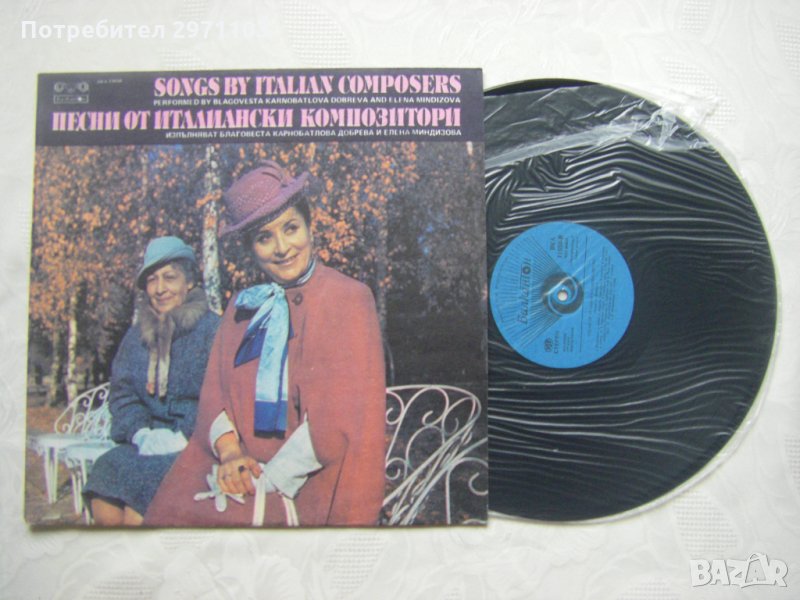 Потребител 2971103
SONGS BY ITALIAN COMPOSERS
PERFORMED BY BLAGOVESTA KARNOBATLOVA DOBREVA AND ELENA MINDIZOVA
ПЕСНИ ОТ ИТАЛИАНСКИ КОМПОЗИТОРИ
ИЗПЪЛНЯВАТ БЛАГОВЕСТА КАРНОБАТЛОВА ДОБРЕВА И ЕЛЕНА МИНДИЗОВА
Балкантон
BAZAR